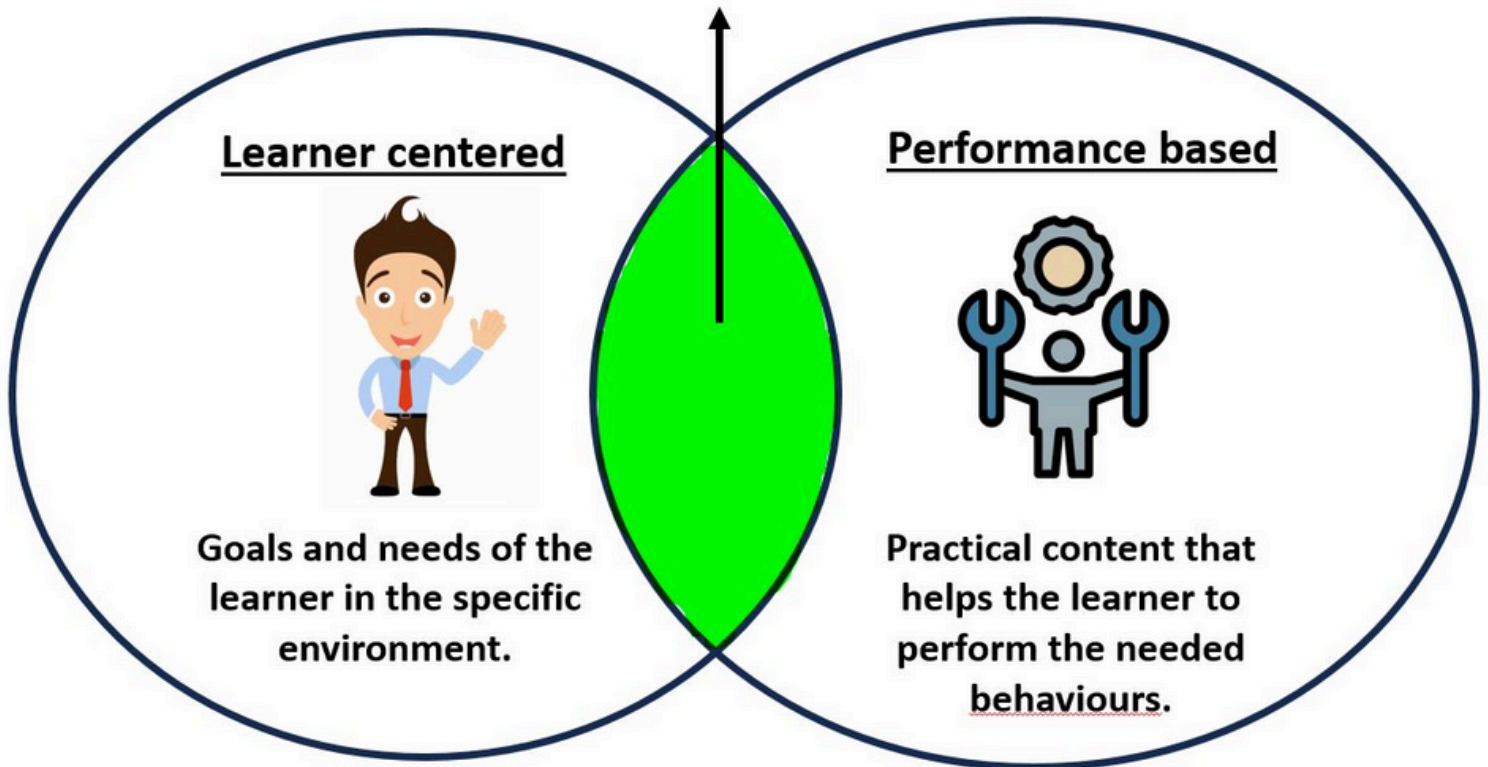 Learner centered
Goals and needs of the
learner in the specific
environment.
Performance based
Practical content that
helps the learner to
perform the needed
behaviours.